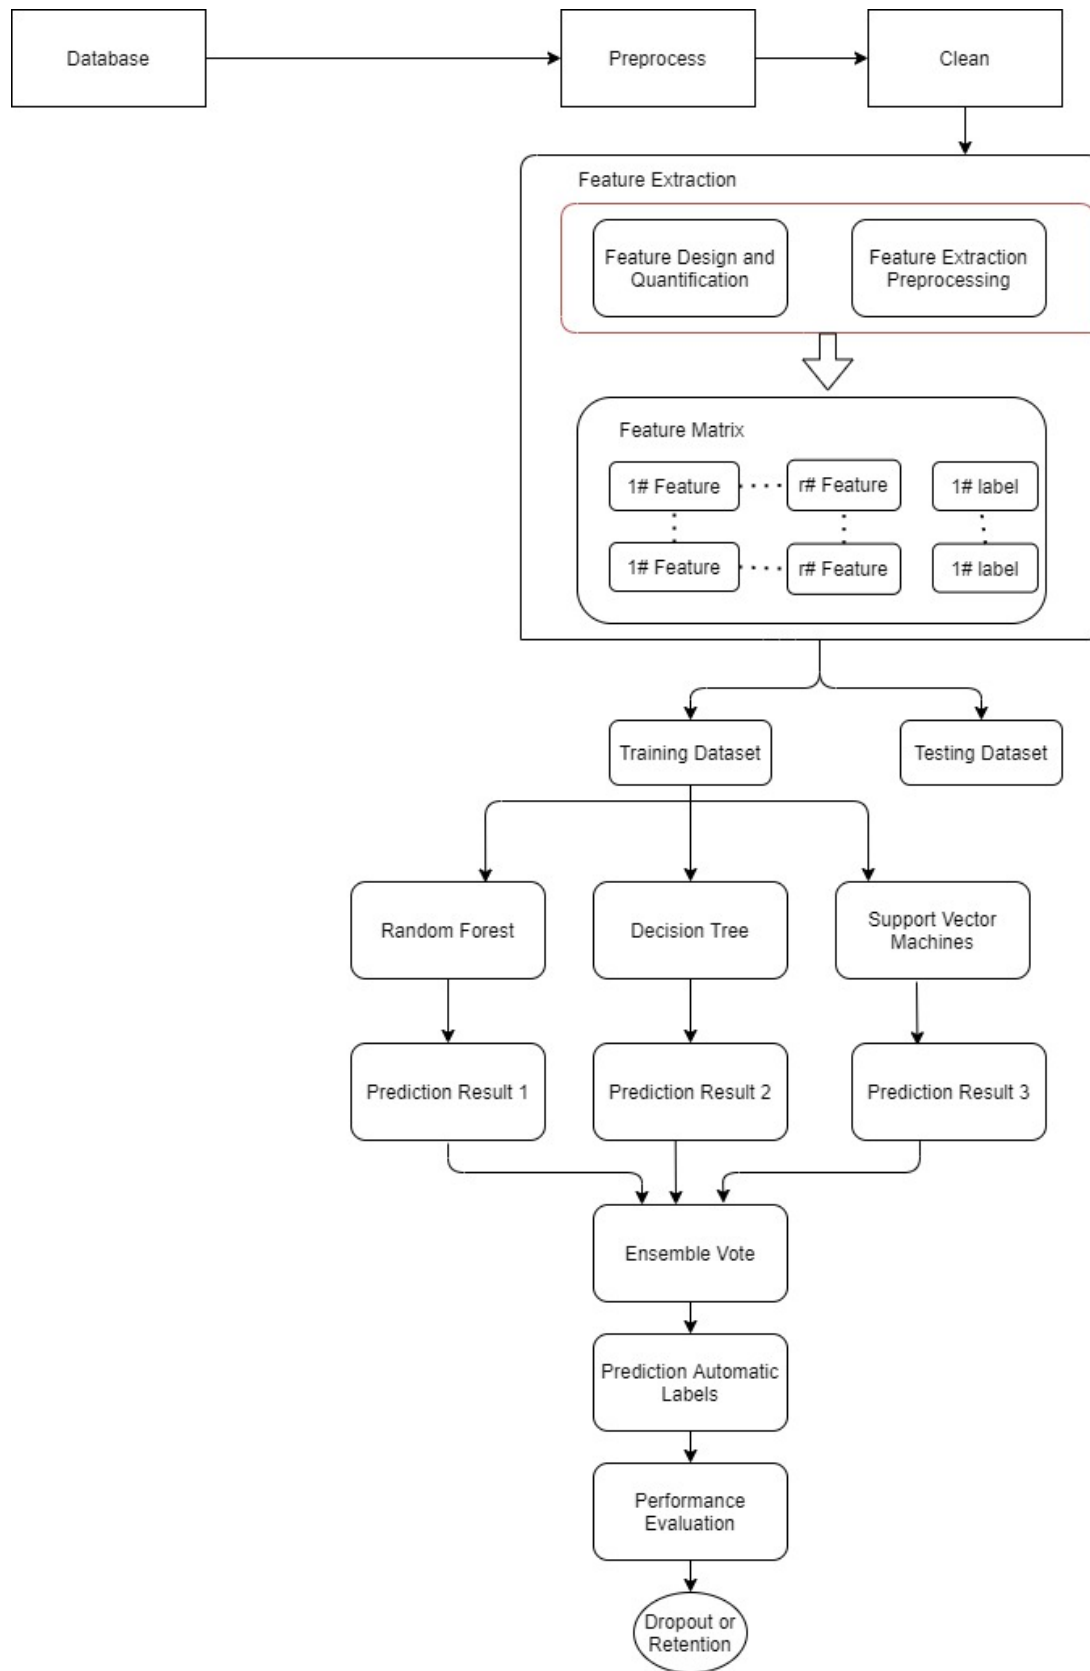 Database
Preprocess
Clean
Feature Extraction
Feature Design and
Quantification
Feature Extraction
Preprocessing
Feature Matrix
1# Feature
r# Feature
1# label
1# Feature
r# Feature
1# label
Training Dataset
Testing Dataset
Random Forest
Decision Tree
Support Vector
Machines
Prediction Result 1
Prediction Result 2
Prediction Result 3
Ensemble Vote
Prediction Automatic
Labels
Performance
Evaluation
Dropout or
Retention